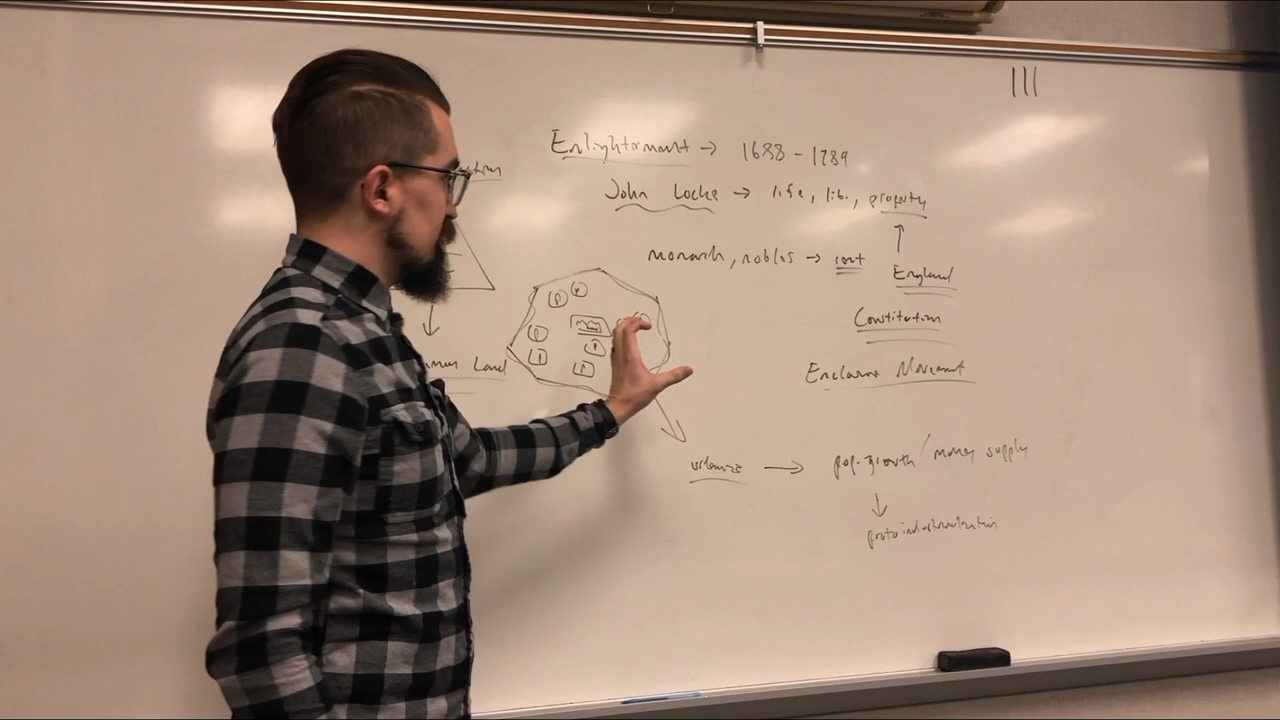 III
Enlightenment → 1688 - 1789
John Locke → life, lib., property
monarch, nobles → rent
England
Constitution
Enclosure Movement
urbanize → pop. growth / money supply
protoindustrialization